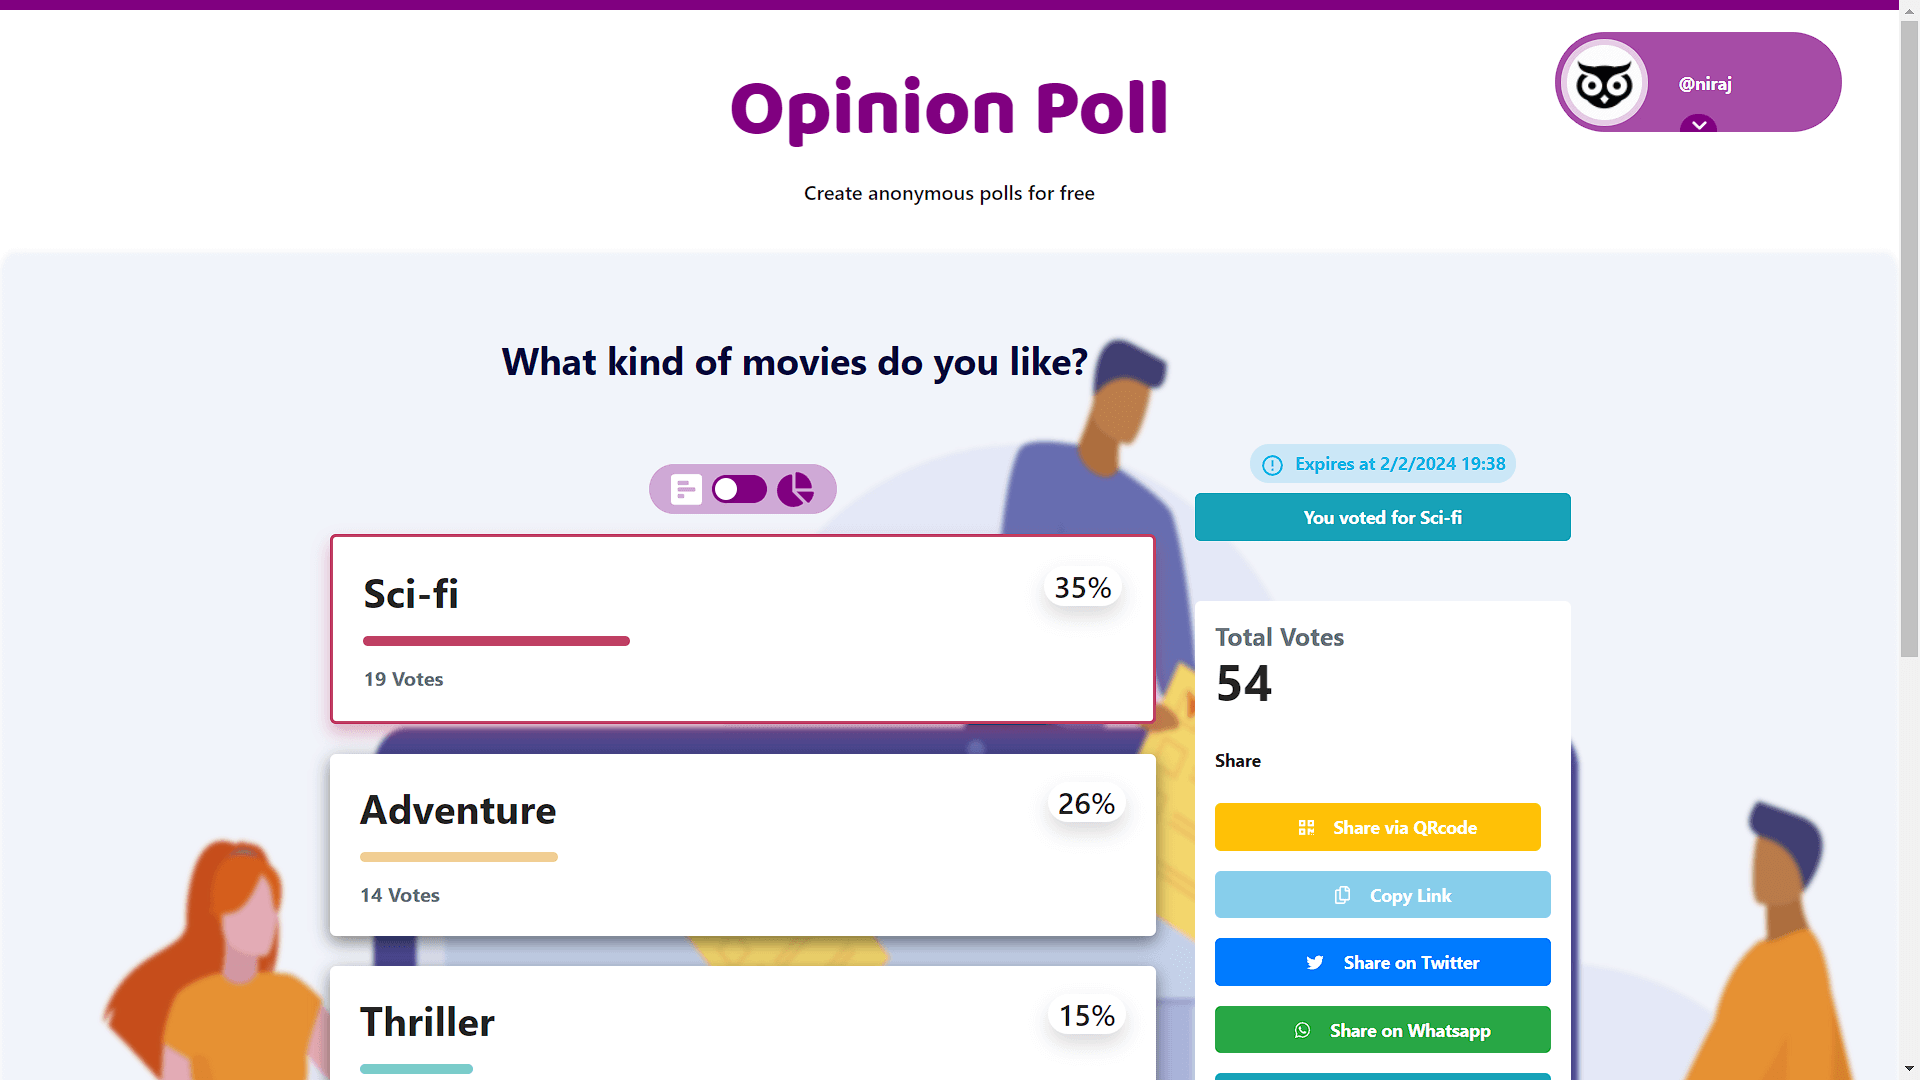 Opinion Poll
@niraj
Create anonymous polls for free
What kind of movies do you like?
Expires at 2/2/2024 19:38
You voted for Sci-fi
Sci-fi
35%
19 Votes
Adventure
26%
14 Votes
Thriller
15%
Total Votes
54
Share
Share via QRcode
Copy Link
Share on Twitter
Share on Whatsapp